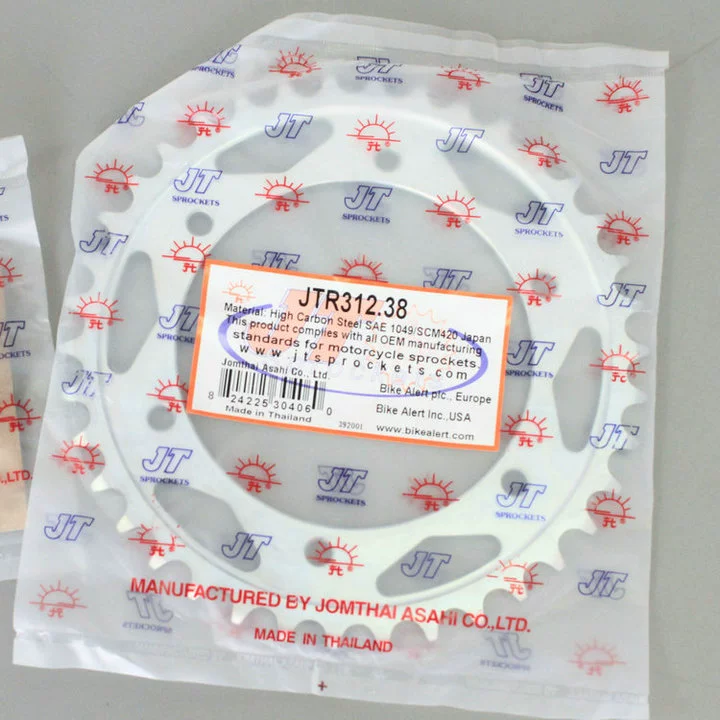 JT
SPROCKETS
JTR312.38
Material: High Carbon Steel SAE 1049/SCM420 Japan
This product complies with all OEM manufacturing
standards for motorcycle sprockets.
www.jtsprockets.com
Jomthai Asahi Co., Ltd.
Bike Alert plc., Europe
8 24225 30406 0
Bike Alert Inc.,USA
Made in Thailand
292001
www.bikealert.com
CO.,LTD.
MANUFACTURED BY JOMTHAI ASAHI CO.,LTD.
MADE IN THAILAND